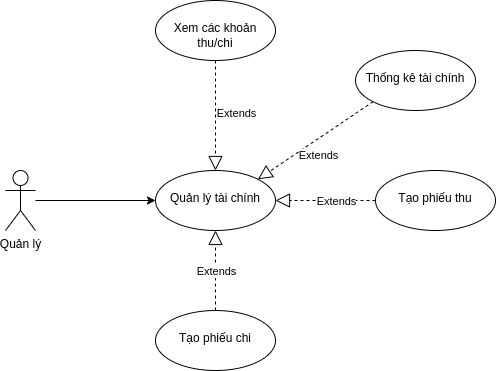 Xem các khoản
thu/chi
Thống kê tài chính
Extends
Extends
Quản lý tài chính
Extends
Tạo phiếu thu
Quản lý
Extends
Tạo phiếu chi